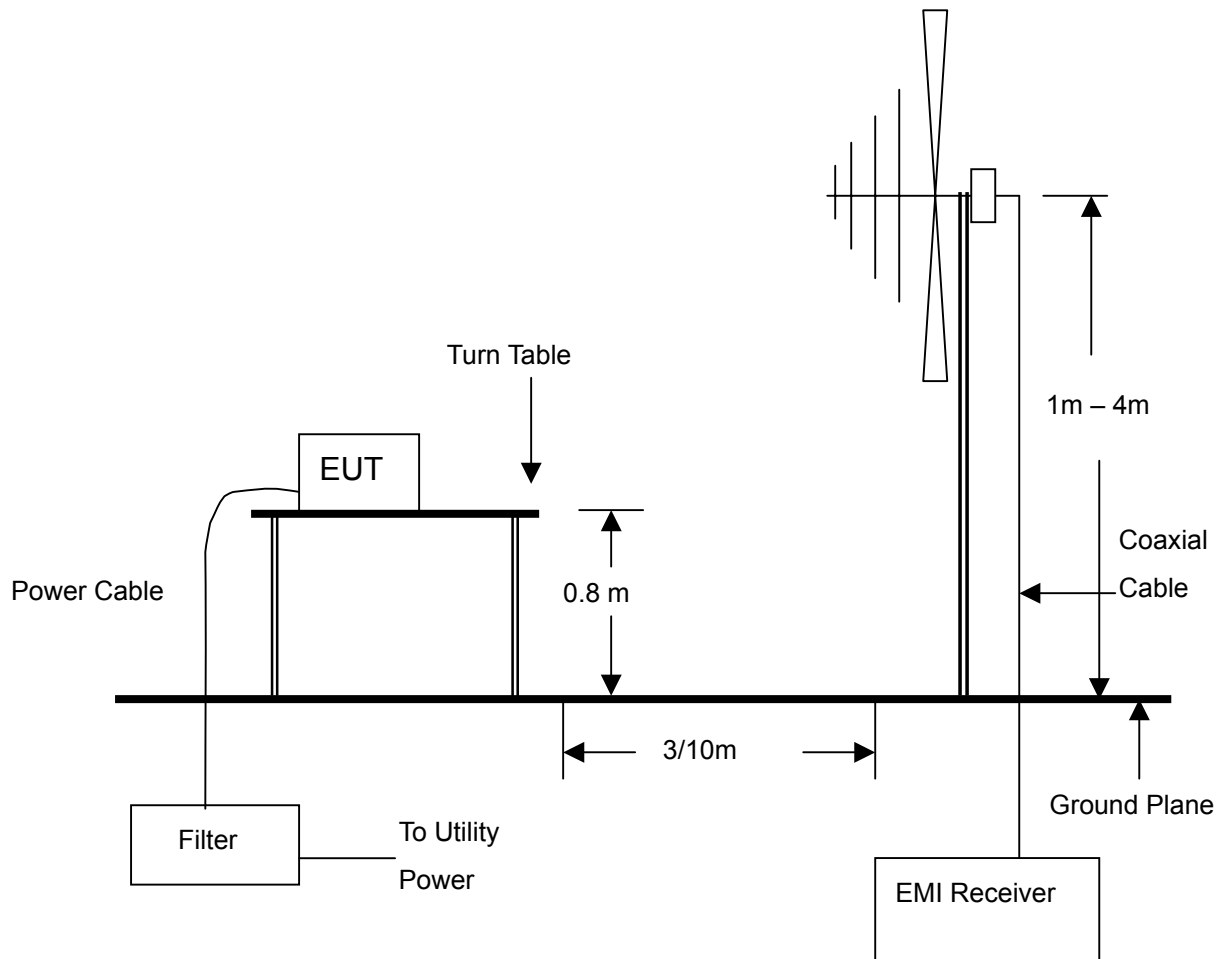 Turn Table
1m – 4m
EUT
Coaxial
Cable
Power Cable
0.8 m
3/10m
Ground Plane
Filter
To Utility
Power
EMI Receiver